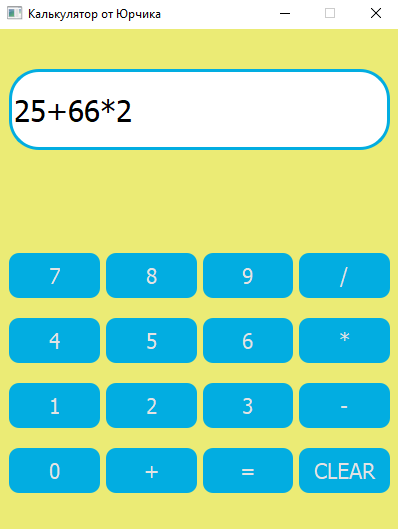 Калькулятор от Юрчика
25+66*2
7 8 9 /
4 5 6 *
1 2 3 -
0 + = CLEAR